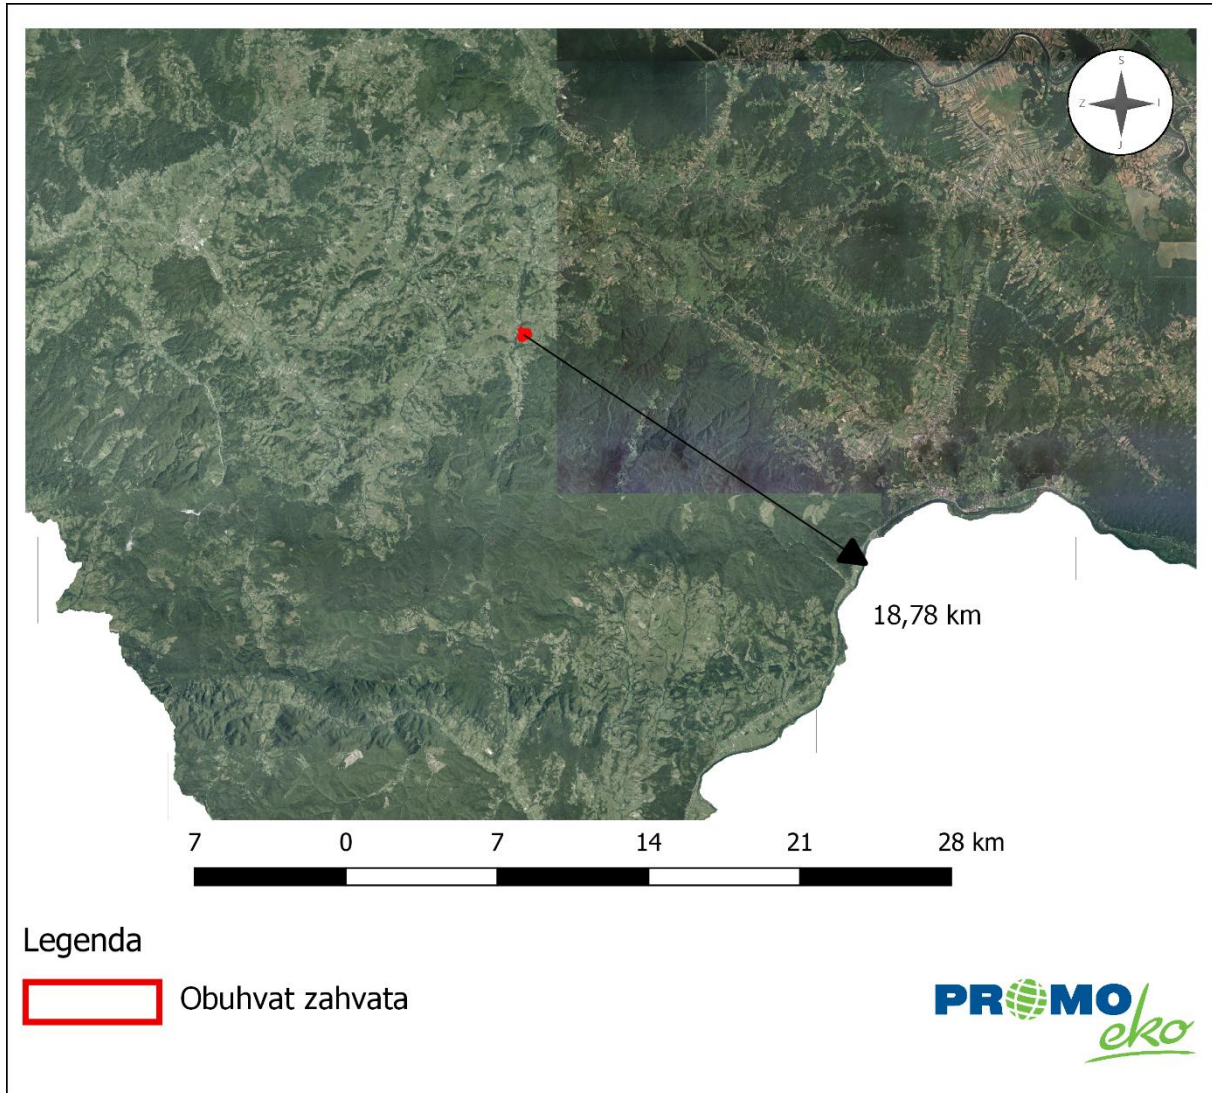 S
Z I
J
18,78 km
7 0 7 14 21 28 km
Legenda
Obuhvat zahvata
PROMO
eko